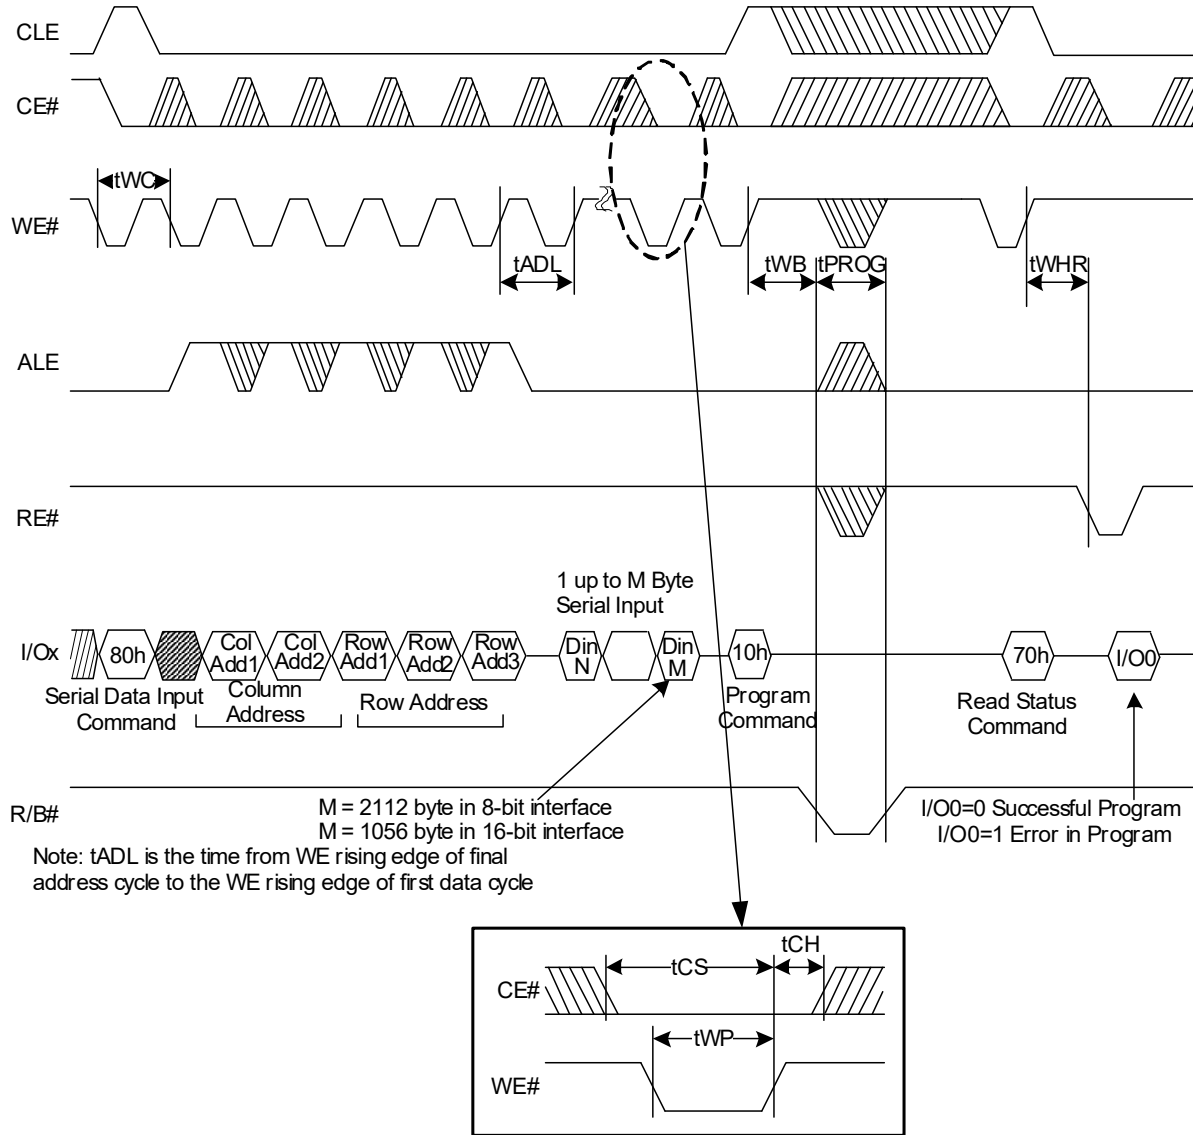 CLE
CE#
tWC
WE#
tADL
tWB
tPROG
tWHR
ALE
RE#
1 up to M Byte
Serial Input
I/Ox
80h
Col
Add1
Col
Add2
Row
Add1
Row
Add2
Row
Add3
Din
N
Din
M
10h
70h
I/O0
Serial Data Input
Command
Column
Address
Row Address
Program
Command
Read Status
Command
R/B#
M = 2112 byte in 8-bit interface
M = 1056 byte in 16-bit interface
I/O0=0 Successful Program
I/O0=1 Error in Program
Note: tADL is the time from WE rising edge of final
address cycle to the WE rising edge of first data cycle
tCH
tCS
CE#
tWP
WE#